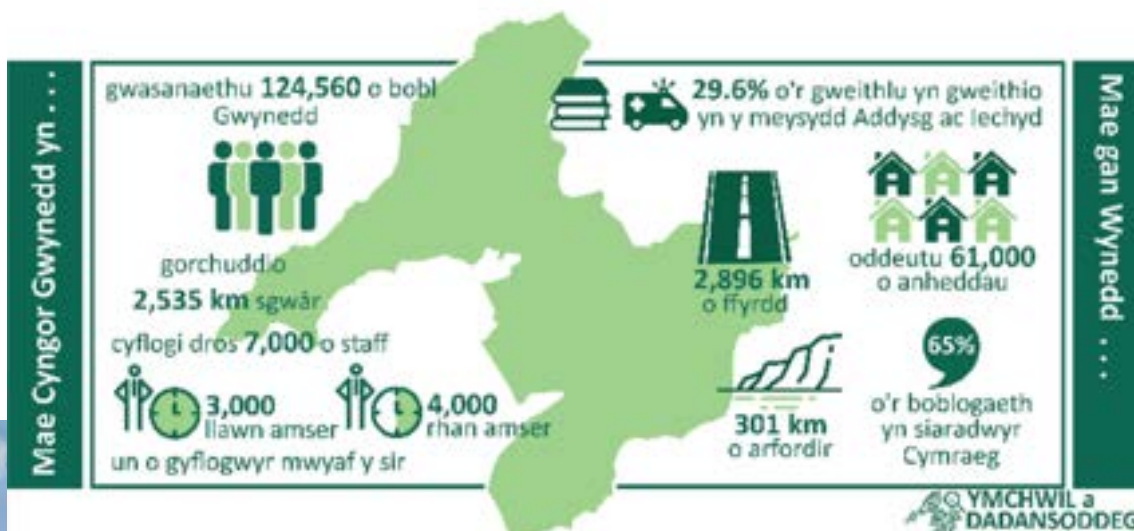 Mae Cyngor Gwynedd yn . . .
gwasanaethu 124,560 o bobl
Gwynedd
gorchuddio
2,535 km sgwâr
cyflogi dros 7,000 o staff
3,000
llawn amser
4,000
rhan amser
un o gyflogwyr mwyaf y sir
29.6% o'r gweithlu yn gweithio
yn y meysydd Addysg ac Iechyd
2,896 km
o ffyrdd
oddeutu 61,000
o anheddau
301 km
o arfordir
65%
o'r boblogaeth
yn siaradwyr
Cymraeg
Mae gan Wynedd . . .
YMCHWIL a
DADANSODDEG